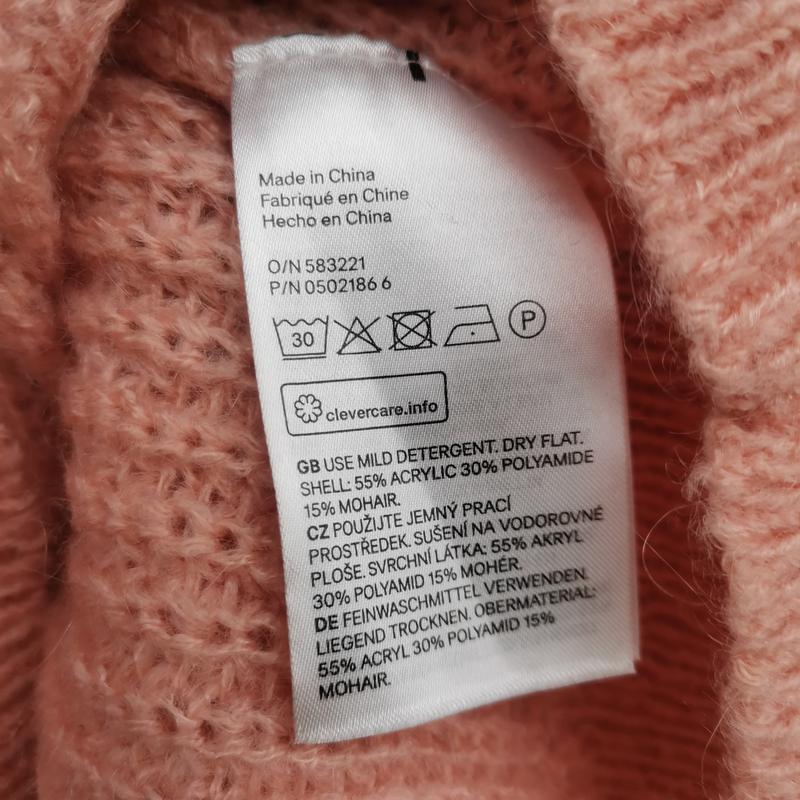 Made in China
Fabriqué en Chine
Hecho en China
O/N 583221
P/N 0502186 6
30
P
clevercare.info
GB USE MILD DETERGENT. DRY FLAT.
SHELL: 55% ACRYLIC 30% POLYAMIDE
15% MOHAIR.
CZ POUŽIJTE JEMNÝ PRACÍ
PROSTŘEDEK. SUŠENÍ NA VODOROVNÉ
PLOŠE. SVRCHNÍ LÁTKA: 55% AKRYL
30% POLYAMID 15% MOHÉR.
DE FEINWASCHMITTEL VERWENDEN.
LIEGEND TROCKNEN. OBERMATERIAL:
55% ACRYL 30% POLYAMID 15%
MOHAIR.